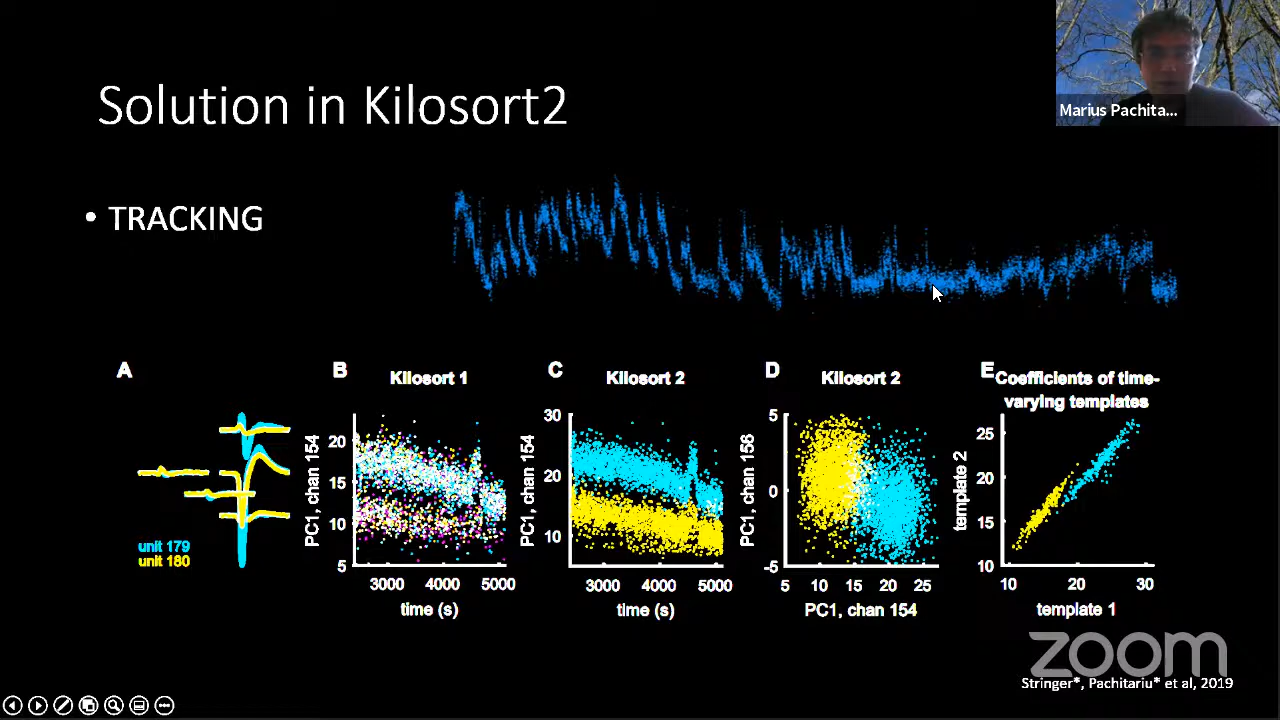 Marius Pachita...
Solution in Kilosort2
• TRACKING
A
unit 179
unit 180
B
Kilosort 1
PC1, chan 154
20
15
10
5
3000 4000 5000
time (s)
C
Kilosort 2
PC1, chan 154
30
20
10
3000 4000 5000
time (s)
D
Kilosort 2
PC1, chan 156
5
0
-5
5 10 15 20 25
PC1, chan 154
E
Coefficients of time-
varying templates
template 2
25
20
15
10
10 20 30
template 1
zoom
Stringer*, Pachitariu* et al, 2019